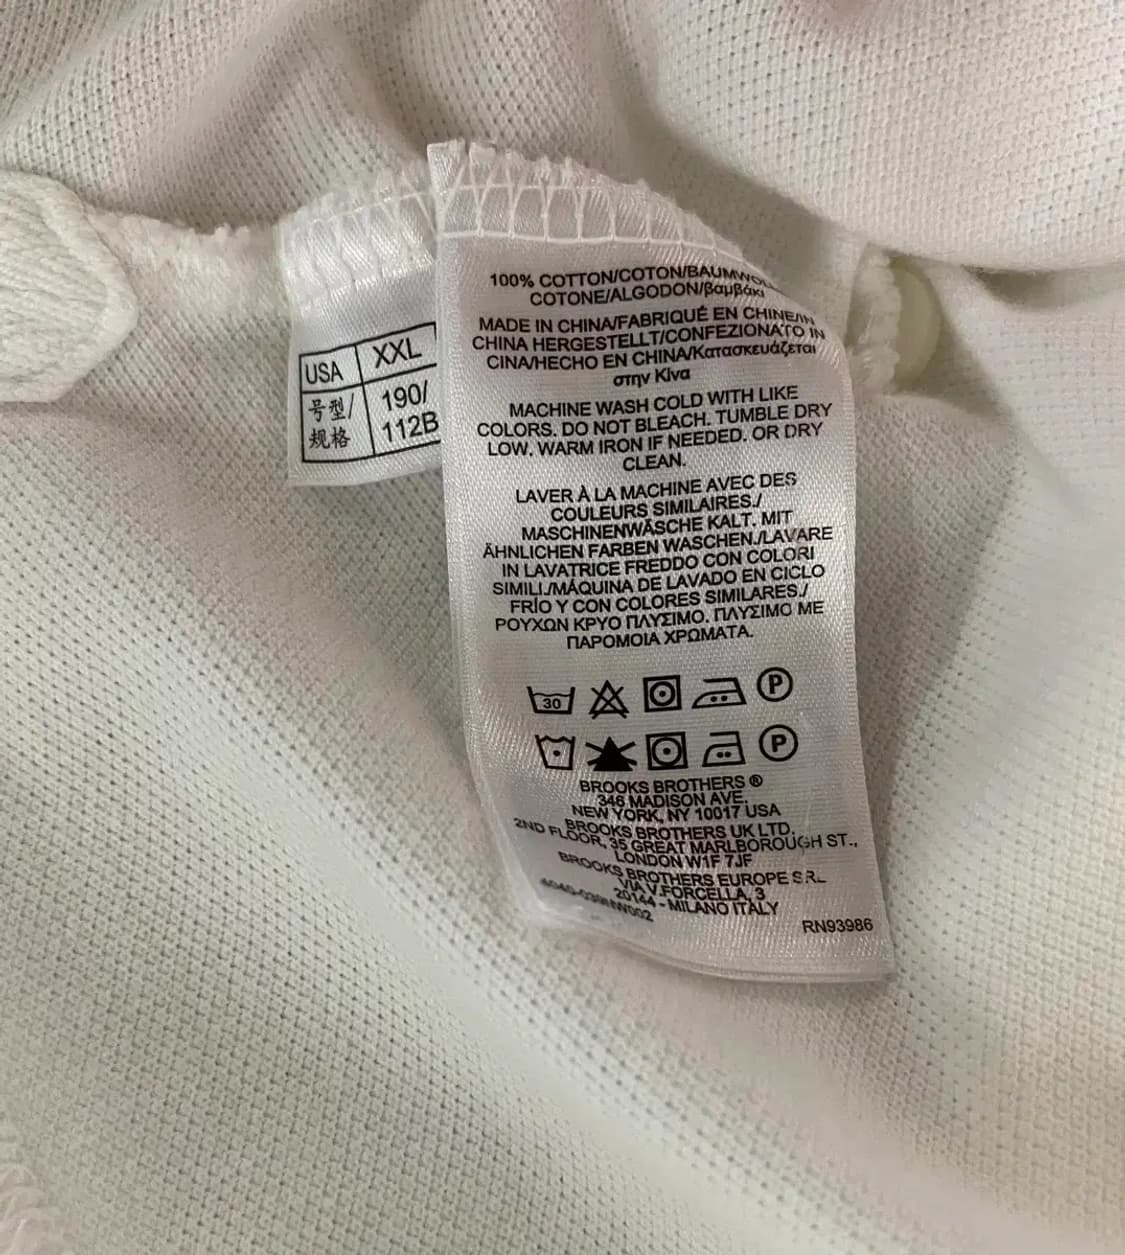 USA XXL
号型/ 190/
规格 112B
100% COTTON/COTON/
COTONE/ALGODON/βαμβάκι
MADE IN CHINA/FABRIQUÉ EN CHINE/IN
CHINA HERGESTELLT/CONFEZIONATO IN
CINA/HECHO EN CHINA/Κατασκευάζεται
στην Κίνα
MACHINE WASH COLD WITH LIKE
COLORS. DO NOT BLEACH. TUMBLE DRY
LOW. WARM IRON IF NEEDED. OR DRY
CLEAN.
LAVER À LA MACHINE AVEC DES
COULEURS SIMILAIRES./
MASCHINENWÄSCHE KALT. MIT
ÄHNLICHEN FARBEN WASCHEN./LAVARE
IN LAVATRICE FREDDO CON COLORI
SIMILI./MÁQUINA DE LAVADO EN CICLO
FRÍO Y CON COLORES SIMILARES./
ΡΟΥΧΩΝ ΚΡΥΟ ΠΛΥΣΙΜΟ. ΠΛΥΣΙΜΟ ΜΕ
ΠΑΡΟΜΟΙΑ ΧΡΩΜΑΤΑ.
30 P
P
BROOKS BROTHERS ®
346 MADISON AVE.
NEW YORK, NY 10017 USA
BROOKS BROTHERS UK LTD.
2ND FLOOR, 35 GREAT MARLBOROUGH ST.,
LONDON W1F 7JF
BROOKS BROTHERS EUROPE SRL
VIA V.FORCELLA, 3
20144 - MILANO ITALY
RN93986